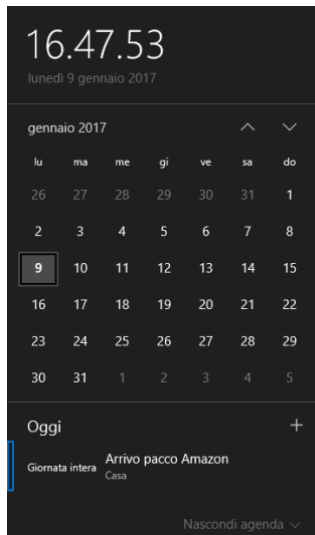 16.47.53
lunedì 9 gennaio 2017
gennaio 2017
lu ma me gi ve sa do
26 27 28 29 30 31 1
2 3 4 5 6 7 8
9 10 11 12 13 14 15
16 17 18 19 20 21 22
23 24 25 26 27 28 29
30 31 1 2 3 4 5
Oggi +
Giornata intera Arrivo pacco Amazon
Casa
Nascondi agenda